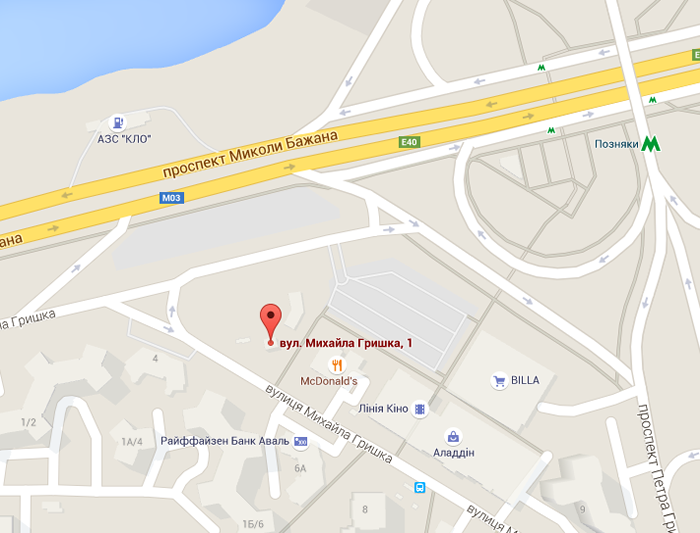 E
АЗС "КЛО"
проспект Миколи Бажана
E40
Позняки
M03
ана
ла Гришка
вул. Михайла Гришка, 1
4
McDonald's
BILLA
вулиця Михайла Гришка
Лінія Кіно
1/2
1А/4
Райффайзен Банк Аваль
Аладдін
проспект Петра Гри
6А
8
9
1Б/6
вулиця М